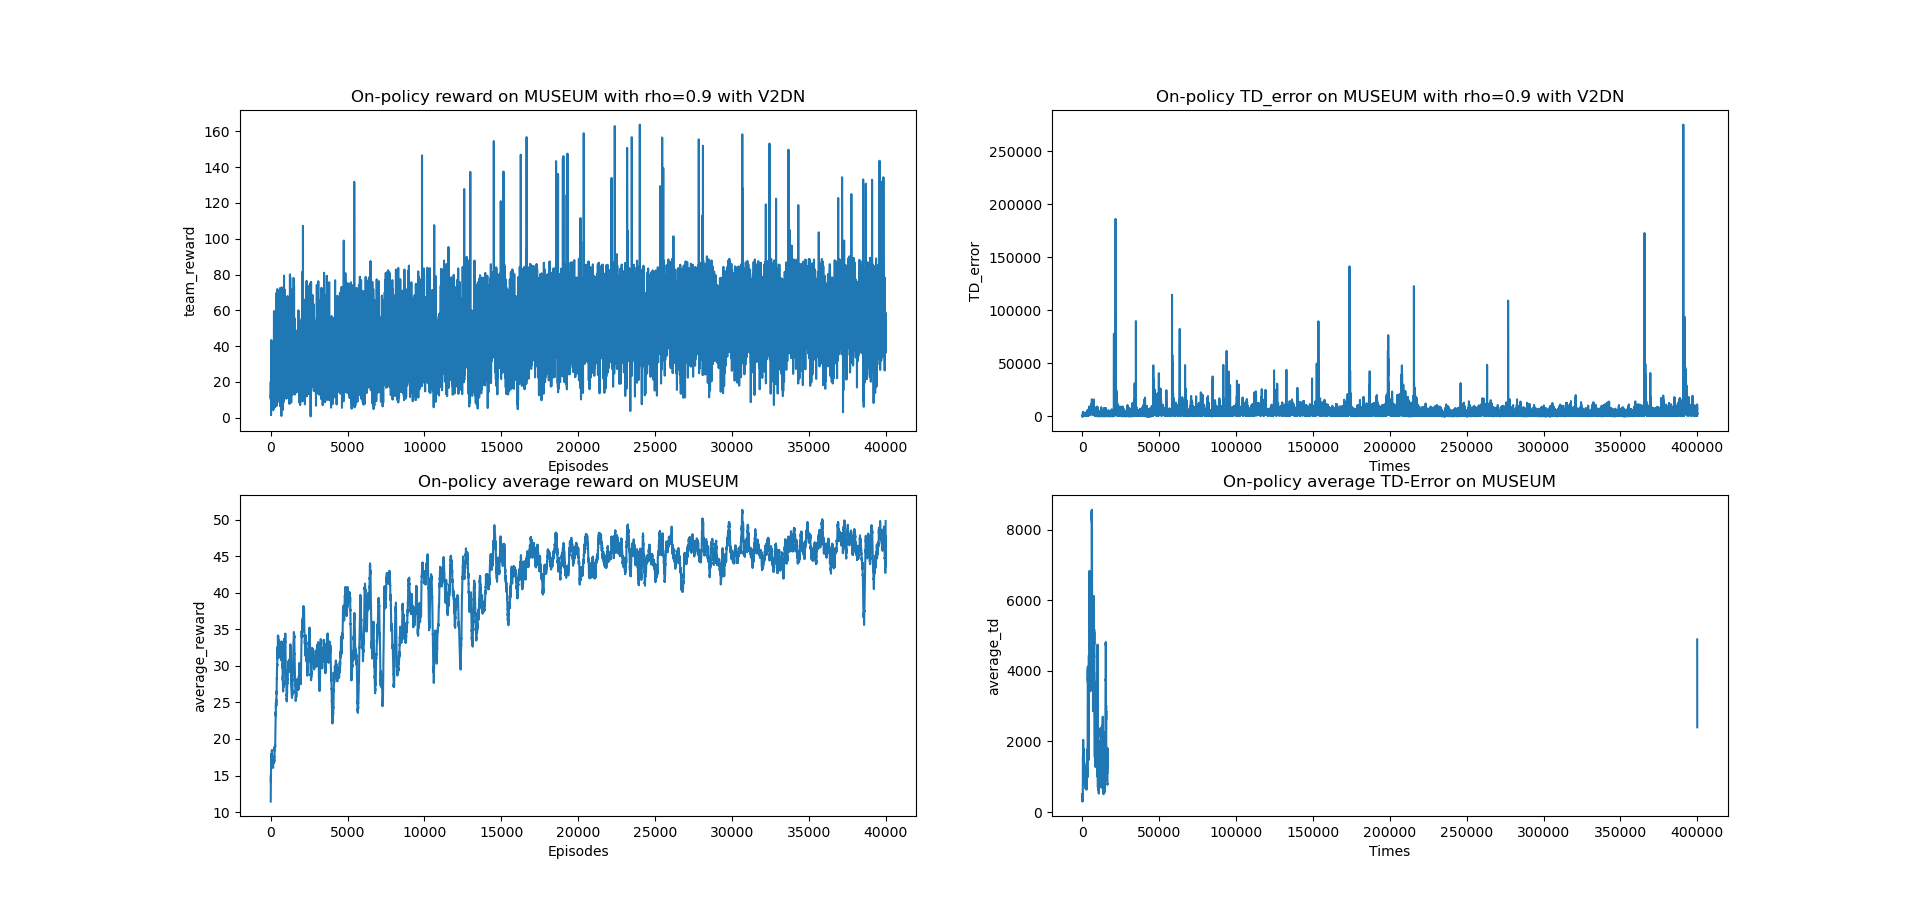 On-policy reward on MUSEUM with rho=0.9 with V2DN
team_reward
160
140
120
100
80
60
40
20
0
0 5000 10000 15000 20000 25000 30000 35000 40000
Episodes
On-policy TD_error on MUSEUM with rho=0.9 with V2DN
TD_error
250000
200000
150000
100000
50000
0
0 50000 100000 150000 200000 250000 300000 350000 400000
Times
On-policy average reward on MUSEUM
average_reward
50
45
40
35
30
25
20
15
10
0 5000 10000 15000 20000 25000 30000 35000 40000
Episodes
On-policy average TD-Error on MUSEUM
average_td
8000
6000
4000
2000
0
0 50000 100000 150000 200000 250000 300000 350000 400000
Times